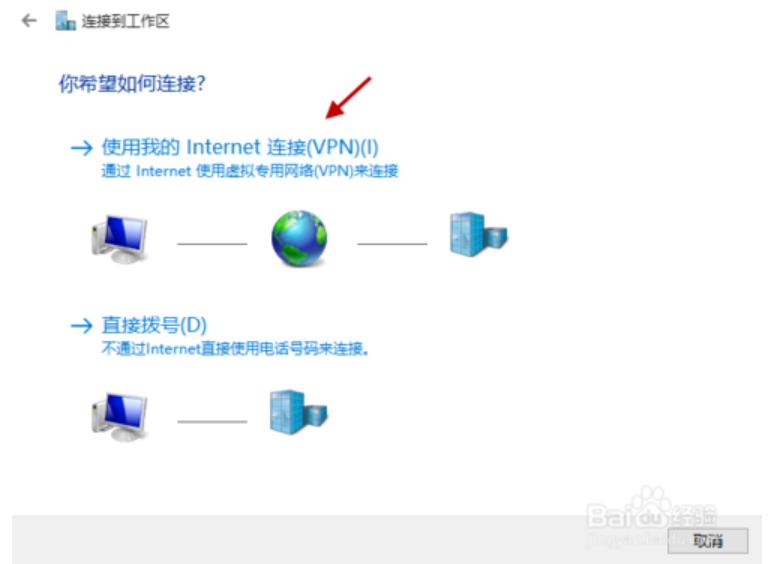 连接到工作区
你希望如何连接?
使用我的 Internet 连接(VPN)(I)
通过 Internet 使用虚拟专用网络(VPN)来连接
直接拨号(D)
不通过Internet直接使用电话号码来连接。
Baidu 经验
取消